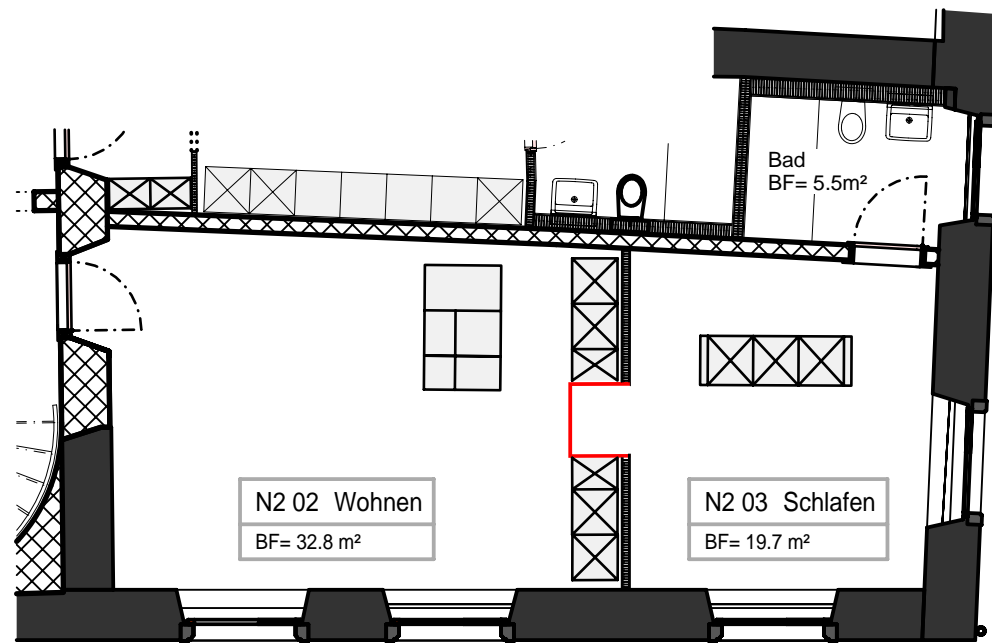 Bad
BF= 5.5m²
N2 02 Wohnen
BF= 32.8 m²
N2 03 Schlafen
BF= 19.7 m²